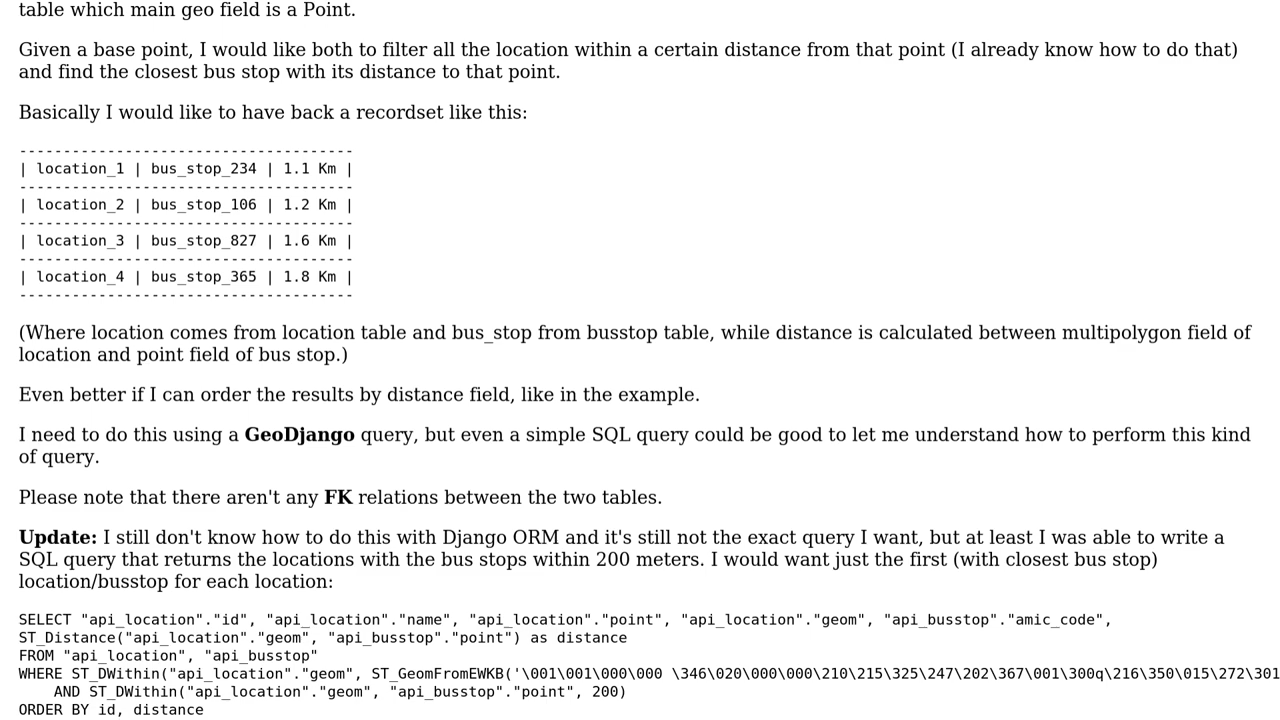 table which main geo field is a Point.
Given a base point, I would like both to filter all the location within a certain distance from that point (I already know how to do that)
and find the closest bus stop with its distance to that point.
Basically I would like to have back a recordset like this:
--------------------------------------
| location_1 | bus_stop_234 | 1.1 Km |
--------------------------------------
| location_2 | bus_stop_106 | 1.2 Km |
--------------------------------------
| location_3 | bus_stop_827 | 1.6 Km |
--------------------------------------
| location_4 | bus_stop_365 | 1.8 Km |
--------------------------------------
(Where location comes from location table and bus_stop from busstop table, while distance is calculated between multipolygon field of
location and point field of bus stop.)
Even better if I can order the results by distance field, like in the example.
I need to do this using a GeoDjango query, but even a simple SQL query could be good to let me understand how to perform this kind
of query.
Please note that there aren't any FK relations between the two tables.
Update: I still don't know how to do this with Django ORM and it's still not the exact query I want, but at least I was able to write a
SQL query that returns the locations with the bus stops within 200 meters. I would want just the first (with closest bus stop)
location/busstop for each location:
SELECT "api_location"."id", "api_location"."name", "api_location"."point", "api_location"."geom", "api_busstop"."amic_code",
ST_Distance("api_location"."geom", "api_busstop"."point") as distance
FROM "api_location", "api_busstop"
WHERE ST_DWithin("api_location"."geom", ST_GeomFromEWKB('\001\001\000\000 \346\020\000\000\210\215\325\247\202\367\001\300q\216\350\015\272\301
    AND ST_DWithin("api_location"."geom", "api_busstop"."point", 200)
ORDER BY id, distance